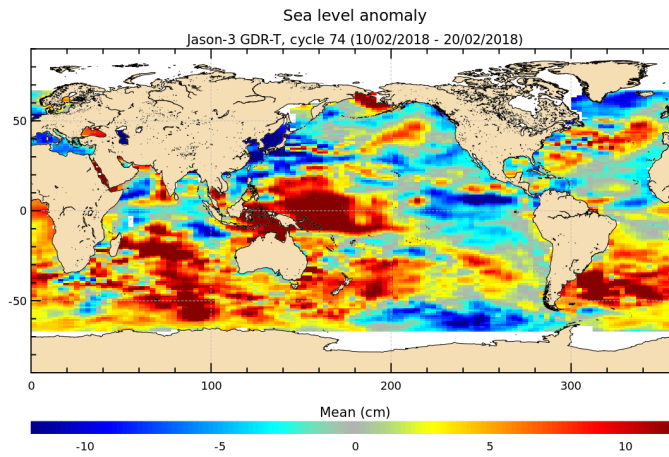 Sea level anomaly
Jason-3 GDR-T, cycle 74 (10/02/2018 - 20/02/2018)
50
0
-50
0 100 200 300
Mean (cm)
-10 -5 0 5 10